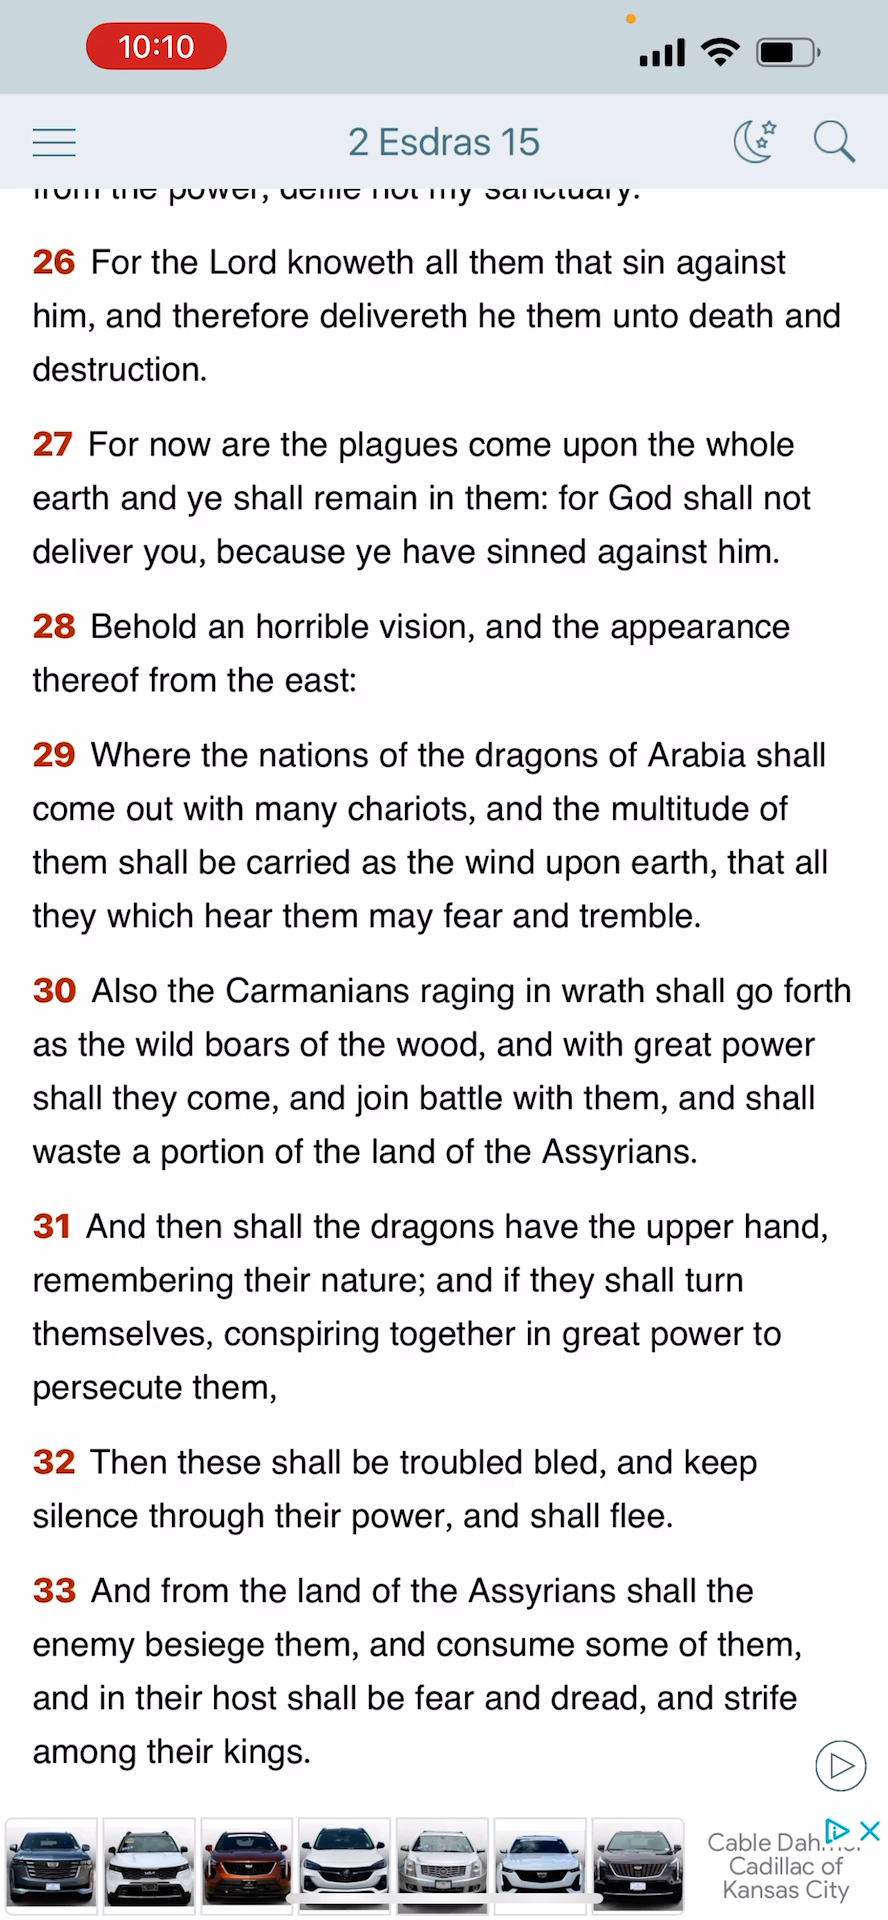 10:10
2 Esdras 15
from the power, defile not my sanctuary.
26 For the Lord knoweth all them that sin against
him, and therefore delivereth he them unto death and
destruction.
27 For now are the plagues come upon the whole
earth and ye shall remain in them: for God shall not
deliver you, because ye have sinned against him.
28 Behold an horrible vision, and the appearance
thereof from the east:
29 Where the nations of the dragons of Arabia shall
come out with many chariots, and the multitude of
them shall be carried as the wind upon earth, that all
they which hear them may fear and tremble.
30 Also the Carmanians raging in wrath shall go forth
as the wild boars of the wood, and with great power
shall they come, and join battle with them, and shall
waste a portion of the land of the Assyrians.
31 And then shall the dragons have the upper hand,
remembering their nature; and if they shall turn
themselves, conspiring together in great power to
persecute them,
32 Then these shall be troubled bled, and keep
silence through their power, and shall flee.
33 And from the land of the Assyrians shall the
enemy besiege them, and consume some of them,
and in their host shall be fear and dread, and strife
among their kings.
Cable
Cadillac of
Kansas City